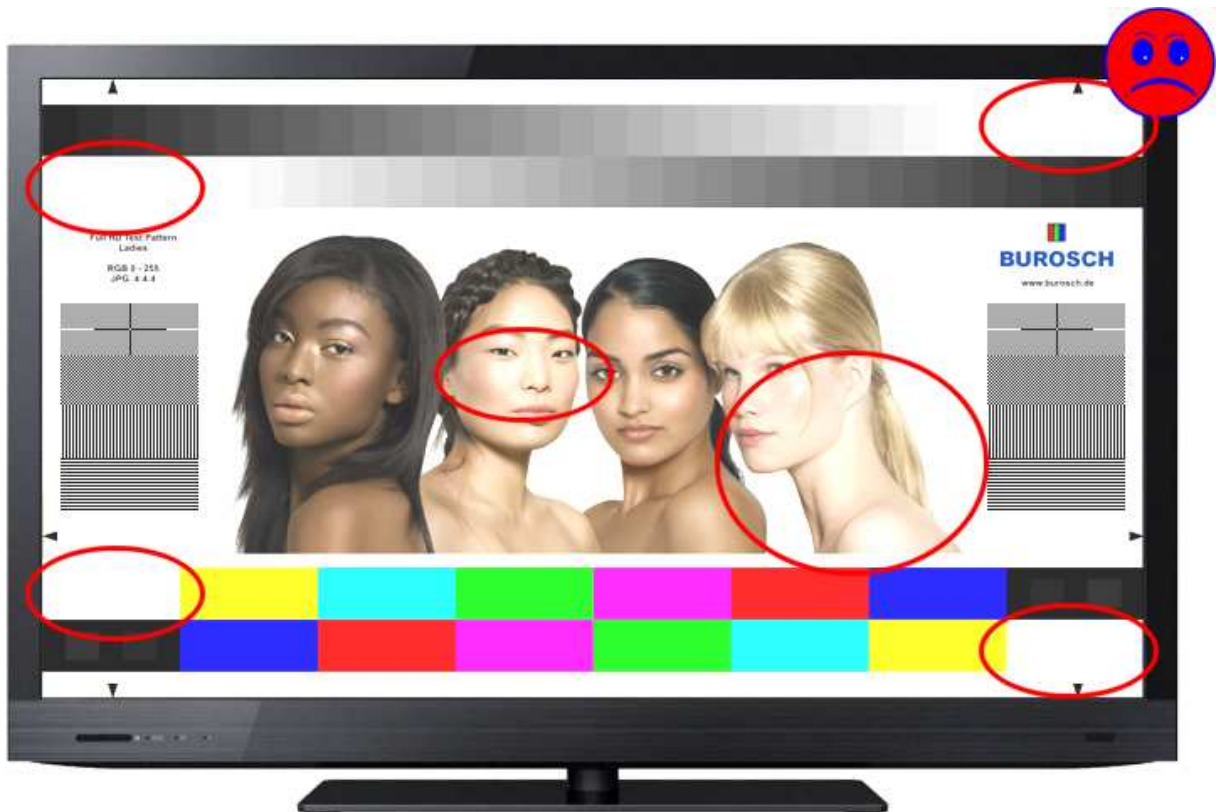 Full HD Test Pattern
Ladies
RGB 0 - 255
JPG 4:4:4
BUROSCH
www.burosch.de